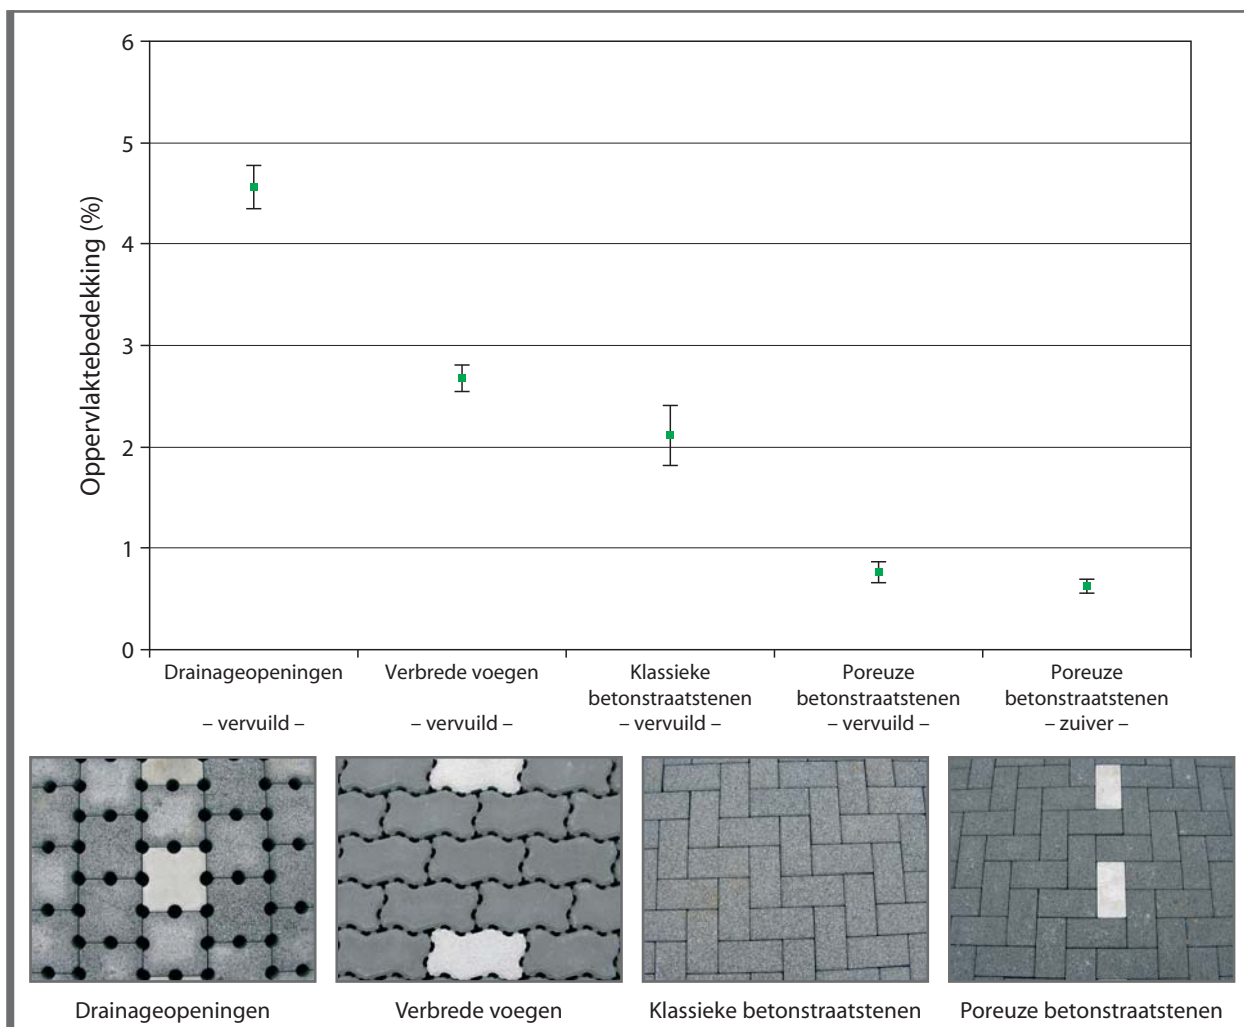 Oppervlaktebedekking (%)
6
5
4
3
2
1
0
Drainageopeningen
– vervuild –
Verbrede voegen
– vervuild –
Klassieke
betonstraatstenen
– vervuild –
Poreuze
betonstraatstenen
– vervuild –
Poreuze
betonstraatstenen
– zuiver –
Drainageopeningen
Verbrede voegen
Klassieke betonstraatstenen
Poreuze betonstraatstenen